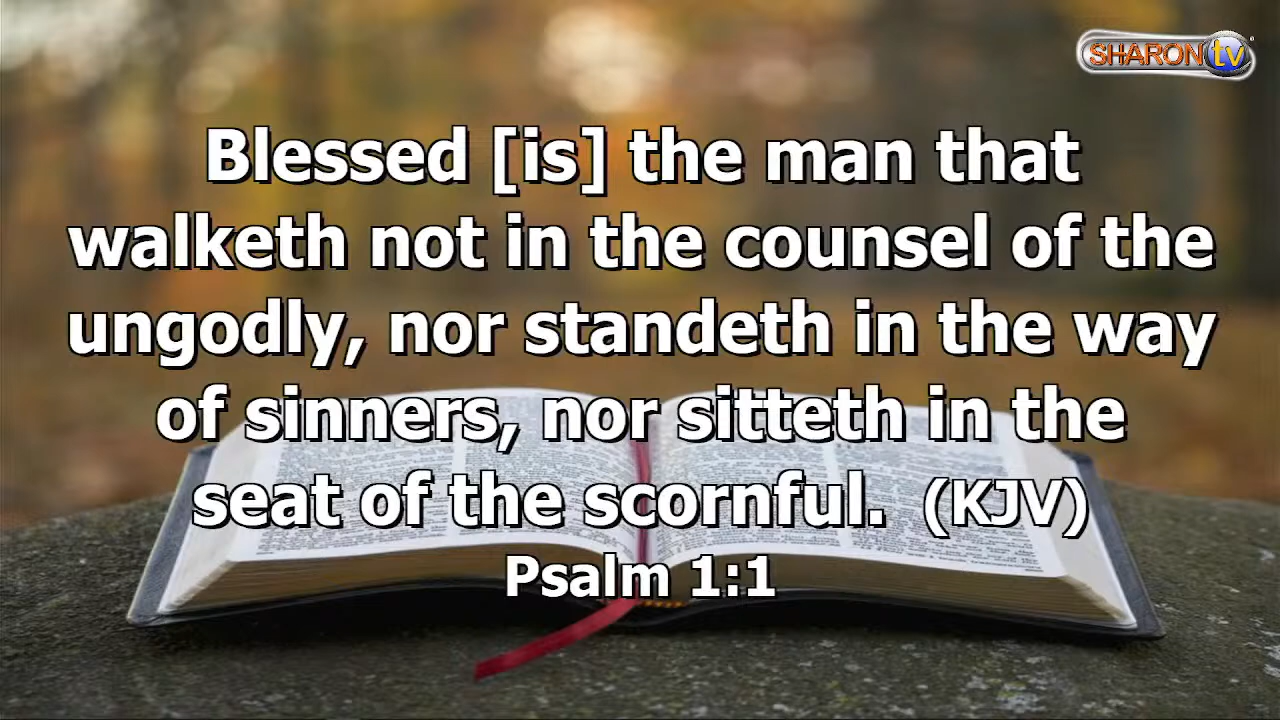 SHARON tv
Blessed [is] the man that
walketh not in the counsel of the
ungodly, nor standeth in the way
of sinners, nor sitteth in the
seat of the scornful. (KJV)
Psalm 1:1